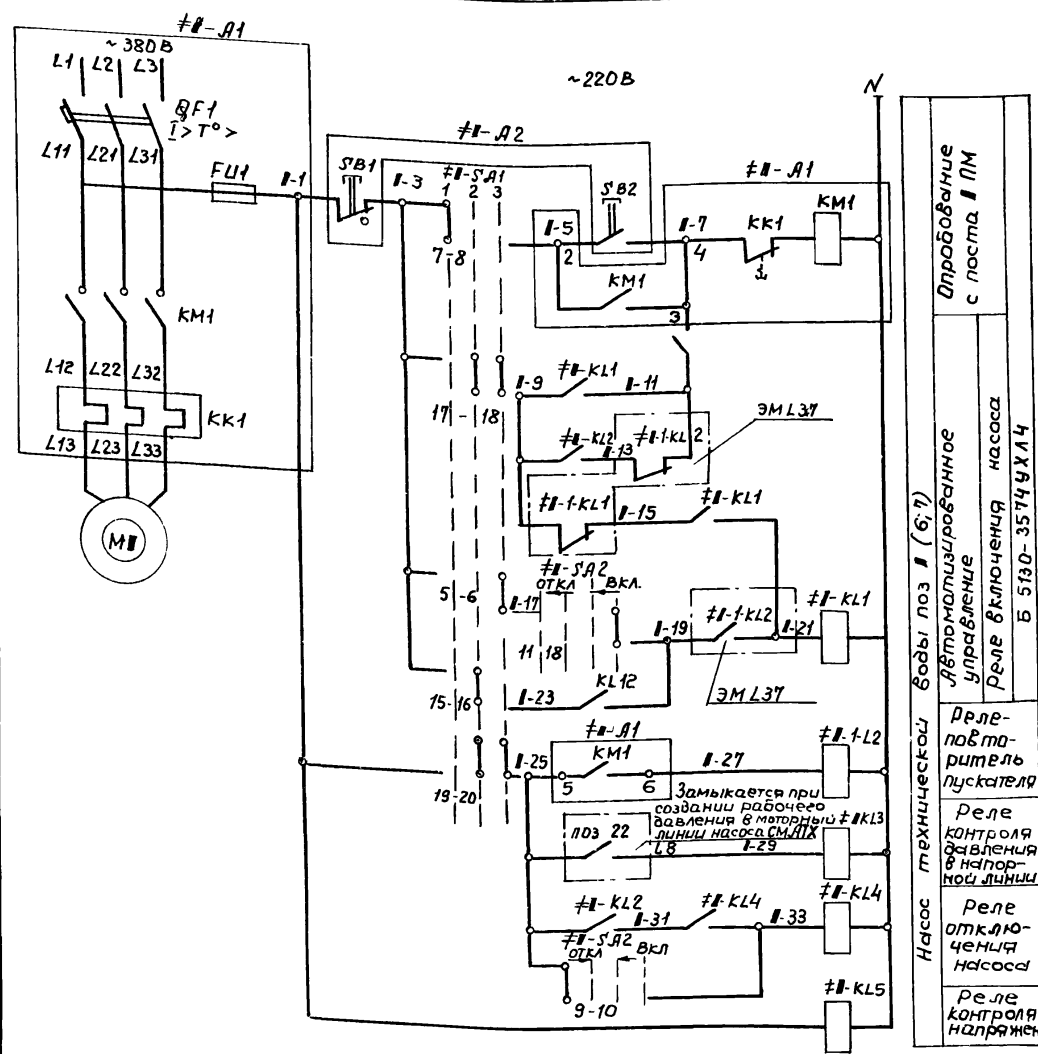 ‡II-A1
~380В
L1 L2 L3
QF1
I> T°>
L11 L21 L31
FU1
KM1
L12 L22 L32
KK1
L13 L23 L33
MII
~220В
N
‡II-A2
‡II-A1
II-1
SB1
II-3
‡II-SA1
1 2 3
7-8
SB2
II-5
2
II-7
4
KK1
KM1
KM1
3
17-18
II-9
‡II-KL1
II-11
‡II-KL2
II-13
‡II-1-KL2
ЭМ L37
‡II-1-KL1
II-15
‡II-KL1
5-6
II-17
‡II-SA2
ОТКЛ ВКЛ.
11 18
II-19
‡II-1-KL2
II-21
‡II-KL1
ЭМ L37
15-16
II-23
KL12
19-20
‡II-A1
II-25
KM1
5 6
II-27
‡II-1-L2
Замыкается при
создании рабочего
давления в моторный
линии насоса СМ.АТХ
поз 22
L8
II-29
‡IIKL3
‡II-KL2
II-31
‡II-KL4
II-33
‡II-KL4
‡II-SA2
ОТКЛ ВКЛ
9-10
‡II-KL5
Насос технической воды поз II (6;7)
Опробование
с поста II ПМ
Автоматизированное
управление
Реле включения насоса
Б 5130-3574УХЛ4
Реле-
повто-
ритель
пускателя
Реле
контроля
давления
в напор-
ной линии
Реле
отклю-
чения
насоса
Реле
контроля
напряжен